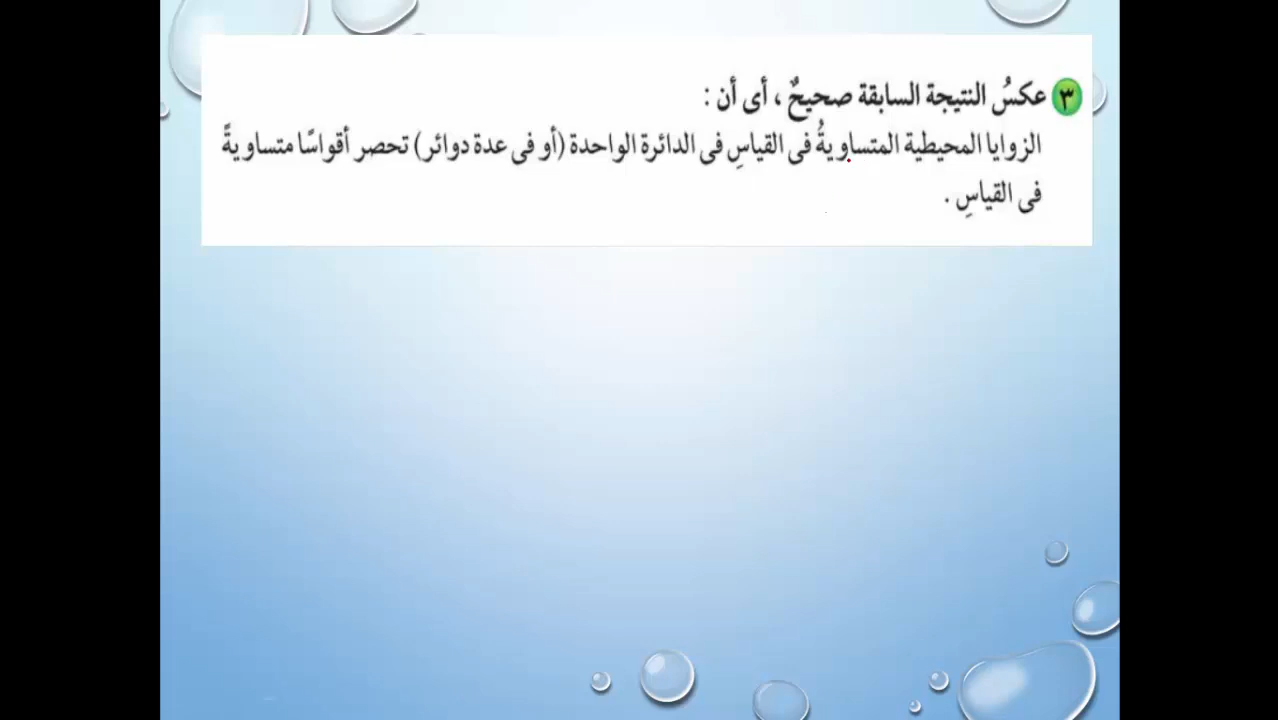 ٣ عكسُ النتيجة السابقة صحيحٌ ، أى أن :
الزوايا المحيطية المتساويةُ فى القياسِ فى الدائرة الواحدة (أو فى عدة دوائر) تحصر أقواسًا متساويةً
فى القياسِ .